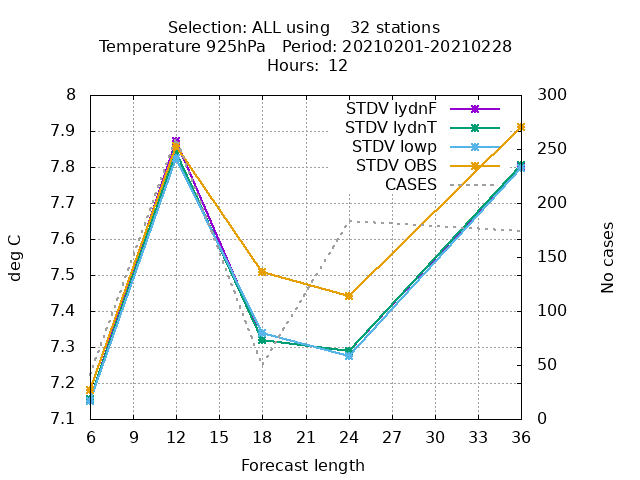 Selection: ALL using 32 stations
Temperature 925hPa Period: 20210201-20210228
Hours: 12
STDV lydnF
STDV lydnT
STDV lowp
STDV OBS
CASES
8
7.9
7.8
7.7
7.6
7.5
7.4
7.3
7.2
7.1
deg C
300
250
200
150
100
50
0
No cases
6 9 12 15 18 21 24 27 30 33 36
Forecast length